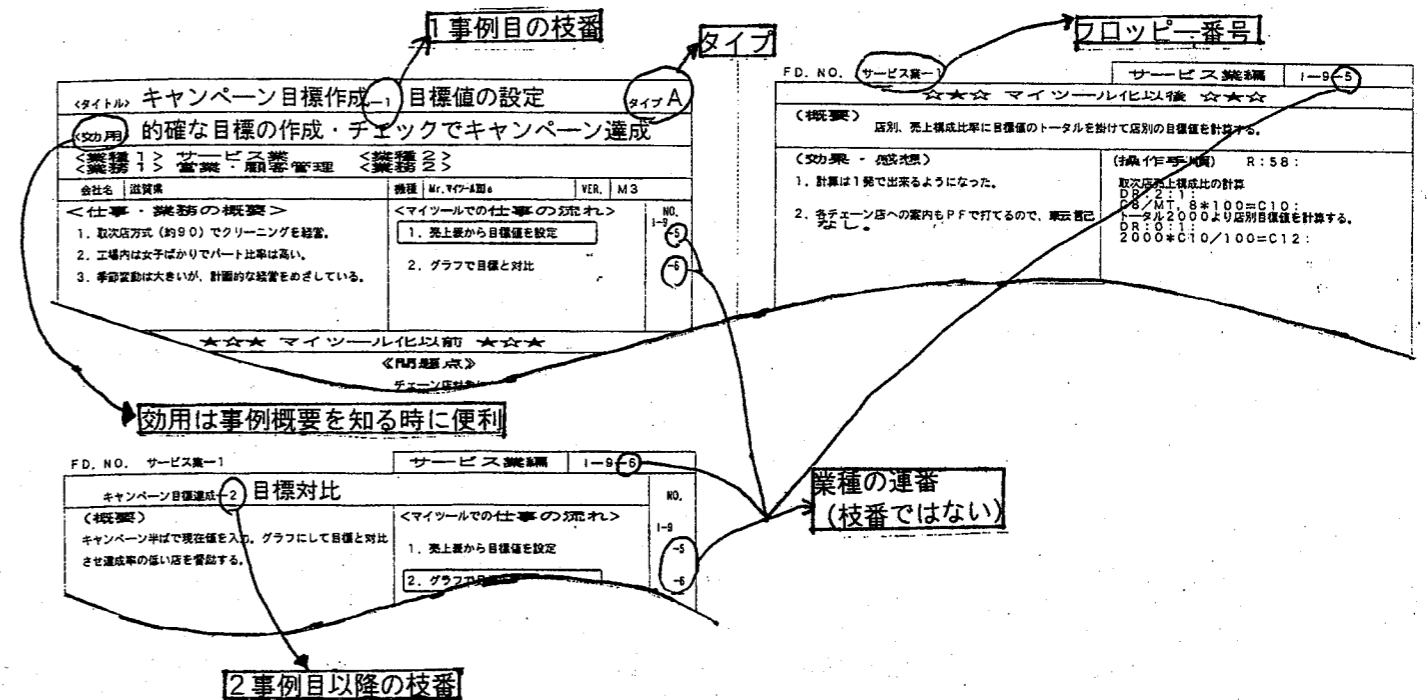 1事例目の枝番
タイプ
フロッピー番号
<タイトル> キャンペーン目標作成-1 目標値の設定 タイプA
<効用> 的確な目標の作成・チェックでキャンペーン達成
<業種1> サービス業 <業種2>
<業務1> 営業・顧客管理 <業務2>
会社名 滋賀県 機種 VER. M3
<仕事・業務の概要>
1. 取次店方式(約90)でクリーニングを経営。
2. 工場内は女子ばかりでパート比率は高い。
3. 季節変動は大きいが、計画的な経営をめざしている。
<マイツールでの仕事の流れ>
1. 売上表から目標値を設定
2. グラフで目標と対比
NO.
1-9
-5
-6
★☆★ マイツール化以前 ★☆★
《問題点》
FD. NO. サービス業-1 サービス業編 1-9-5
☆★☆ マイツール化以後 ☆★☆
(概要)
店別、売上構成比率に目標値のトータルを掛けて店別の目標値を計算する。
(効果・感想)
1. 計算は1発で出来るようになった。
2. 各チェーン店への案内もPFで打てるので、転記
なし。
(操作手順) R:58:
取次店売上構成比の計算
DR/2:1:
C8/MT, 8*100=C10:
トータル2000より店別目標値を計算する。
DR:0:1:
2000*C10/100=C12:
効用は事例概要を知る時に便利
FD. NO. サービス業-1 サービス業編 1-9-6
キャンペーン目標達成-2 目標対比
(概要)
キャンペーン半ばで現在値を入力。グラフにして目標と対比
させ達成率の低い店を督励する。
<マイツールでの仕事の流れ>
1. 売上表から目標値を設定
2. グラフで
NO.
1-9
-5
-6
業種の連番
(枝番ではない)
2事例目以降の枝番